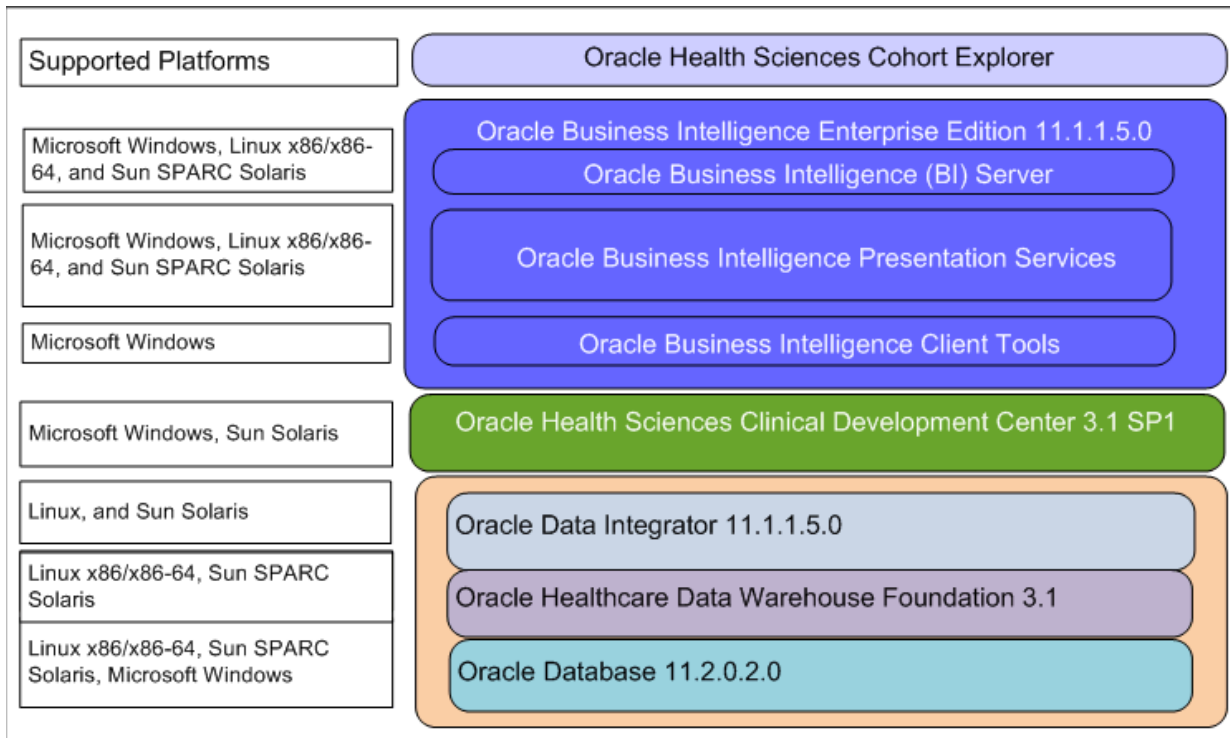 Supported Platforms
Oracle Health Sciences Cohort Explorer
Oracle Business Intelligence Enterprise Edition 11.1.1.5.0
Microsoft Windows, Linux x86/x86-
64, and Sun SPARC Solaris
Oracle Business Intelligence (BI) Server
Microsoft Windows, Linux x86/x86-
64, and Sun SPARC Solaris
Oracle Business Intelligence Presentation Services
Microsoft Windows
Oracle Business Intelligence Client Tools
Microsoft Windows, Sun Solaris
Oracle Health Sciences Clinical Development Center 3.1 SP1
Linux, and Sun Solaris
Oracle Data Integrator 11.1.1.5.0
Linux x86/x86-64, Sun SPARC
Solaris
Oracle Healthcare Data Warehouse Foundation 3.1
Linux x86/x86-64, Sun SPARC
Solaris, Microsoft Windows
Oracle Database 11.2.0.2.0